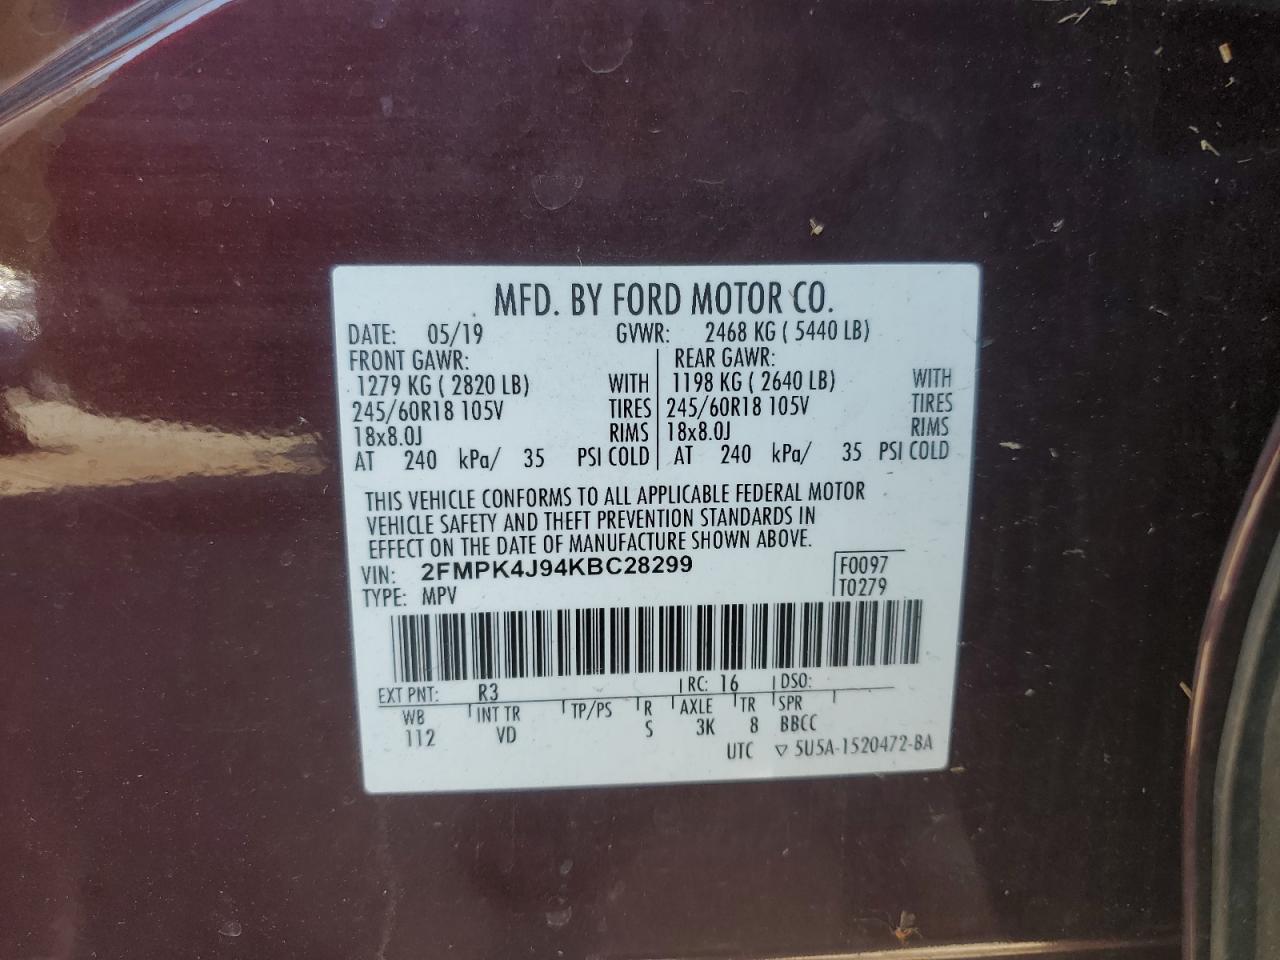 MFD. BY FORD MOTOR CO.
DATE: 05/19 GVWR: 2468 KG ( 5440 LB)
FRONT GAWR: REAR GAWR:
1279 KG ( 2820 LB) WITH 1198 KG ( 2640 LB) WITH
245/60R18 105V TIRES 245/60R18 105V TIRES
18x8.0J RIMS 18x8.0J RIMS
AT 240 kPa/ 35 PSI COLD AT 240 kPa/ 35 PSI COLD
THIS VEHICLE CONFORMS TO ALL APPLICABLE FEDERAL MOTOR
VEHICLE SAFETY AND THEFT PREVENTION STANDARDS IN
EFFECT ON THE DATE OF MANUFACTURE SHOWN ABOVE.
VIN: 2FMPK4J94KBC28299 F0097
TYPE: MPV T0279
EXT PNT: R3 RC: 16 DSO:
WB INT TR TP/PS R AXLE TR SPR
112 VD S 3K 8 BBCC
UTC ▽ 5U5A-1520472-BA